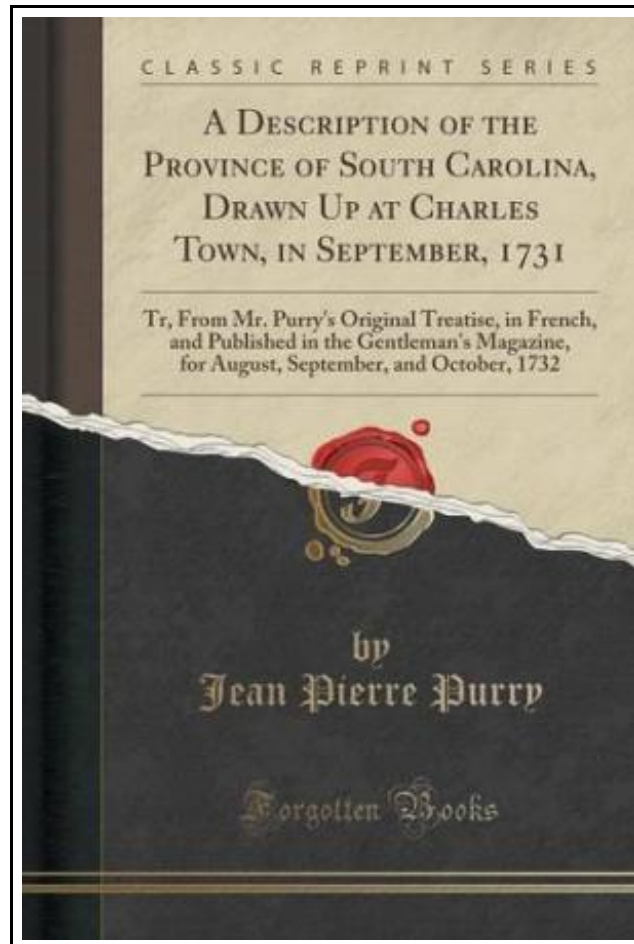 CLASSIC REPRINT SERIES
A DESCRIPTION OF THE
PROVINCE OF SOUTH CAROLINA,
DRAWN UP AT CHARLES
TOWN, IN SEPTEMBER, 1731
Tr, From Mr. Purry's Original Treatise, in French,
and Published in the Gentleman's Magazine,
for August, September, and October, 1732
F
by
Jean Pierre Purry
Forgotten Books